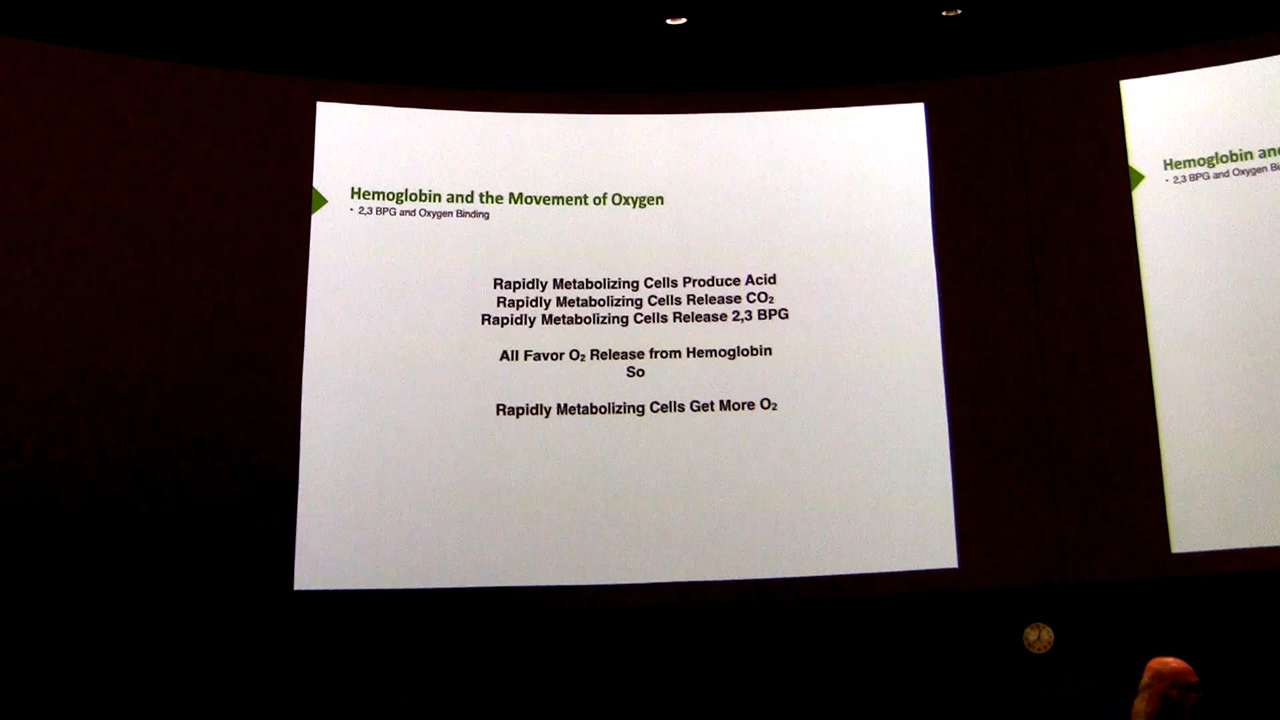 Hemoglobin and the Movement of Oxygen
• 2,3 BPG and Oxygen Binding
Rapidly Metabolizing Cells Produce Acid
Rapidly Metabolizing Cells Release CO₂
Rapidly Metabolizing Cells Release 2,3 BPG
All Favor O₂ Release from Hemoglobin
So
Rapidly Metabolizing Cells Get More O₂
Hemoglobin an
• 2,3 BPG and Oxygen Bi